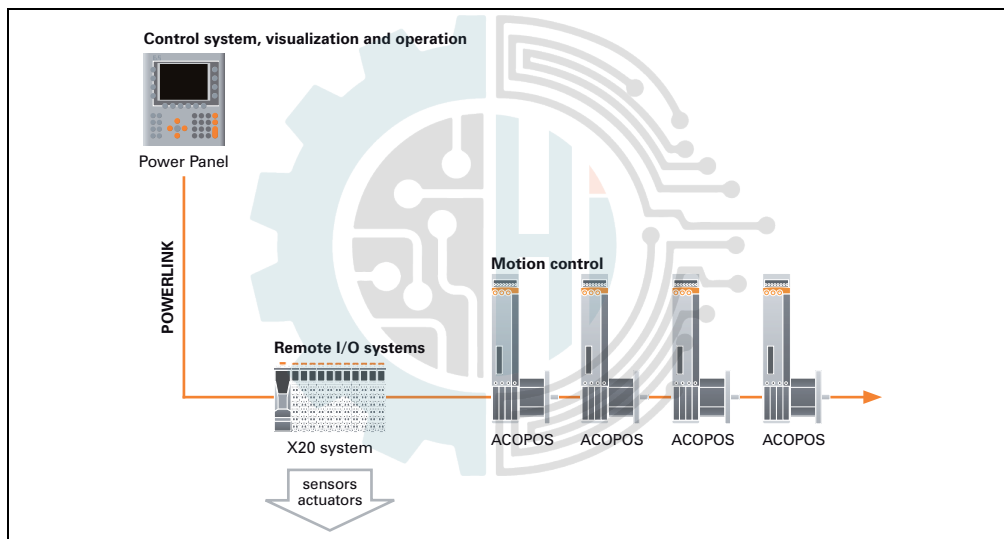 Control system, visualization and operation
Power Panel
POWERLINK
Motion control
Remote I/O systems
X20 system
ACOPOS
ACOPOS
ACOPOS
ACOPOS
sensors
actuators